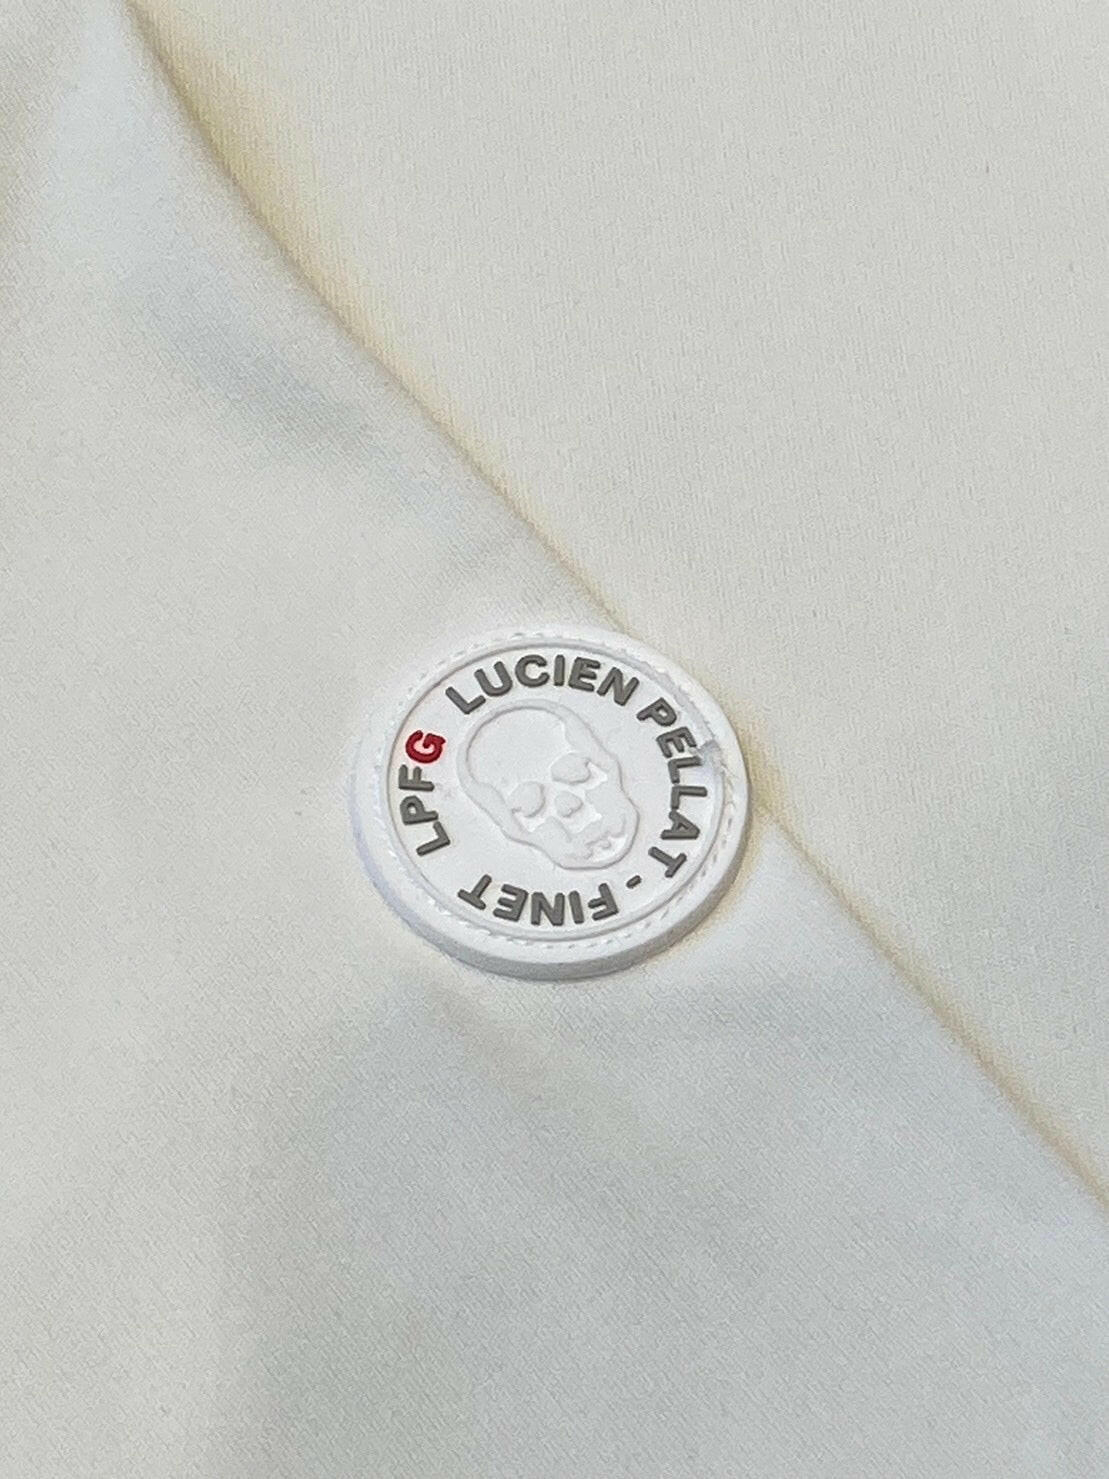 LPFG
LUCIEN PELLAT - FINET